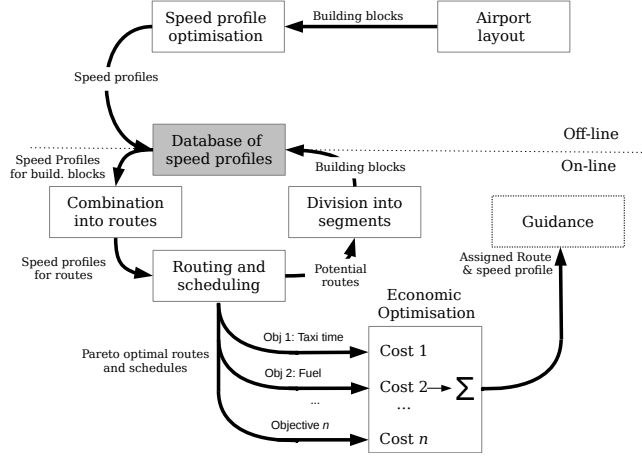 Speed profile
optimisation
Building blocks
Airport
layout
Speed profiles
Database of
speed profiles
Off-line
On-line
Speed Profiles
for build. blocks
Building blocks
Combination
into routes
Division into
segments
Guidance
Speed profiles
for routes
Routing and
scheduling
Potential
routes
Assigned Route
& speed profile
Economic
Optimisation
Pareto optimal routes
and schedules
Obj 1: Taxi time
Cost 1
Obj 2: Fuel
Cost 2
Σ
...
...
Objective n
Cost n